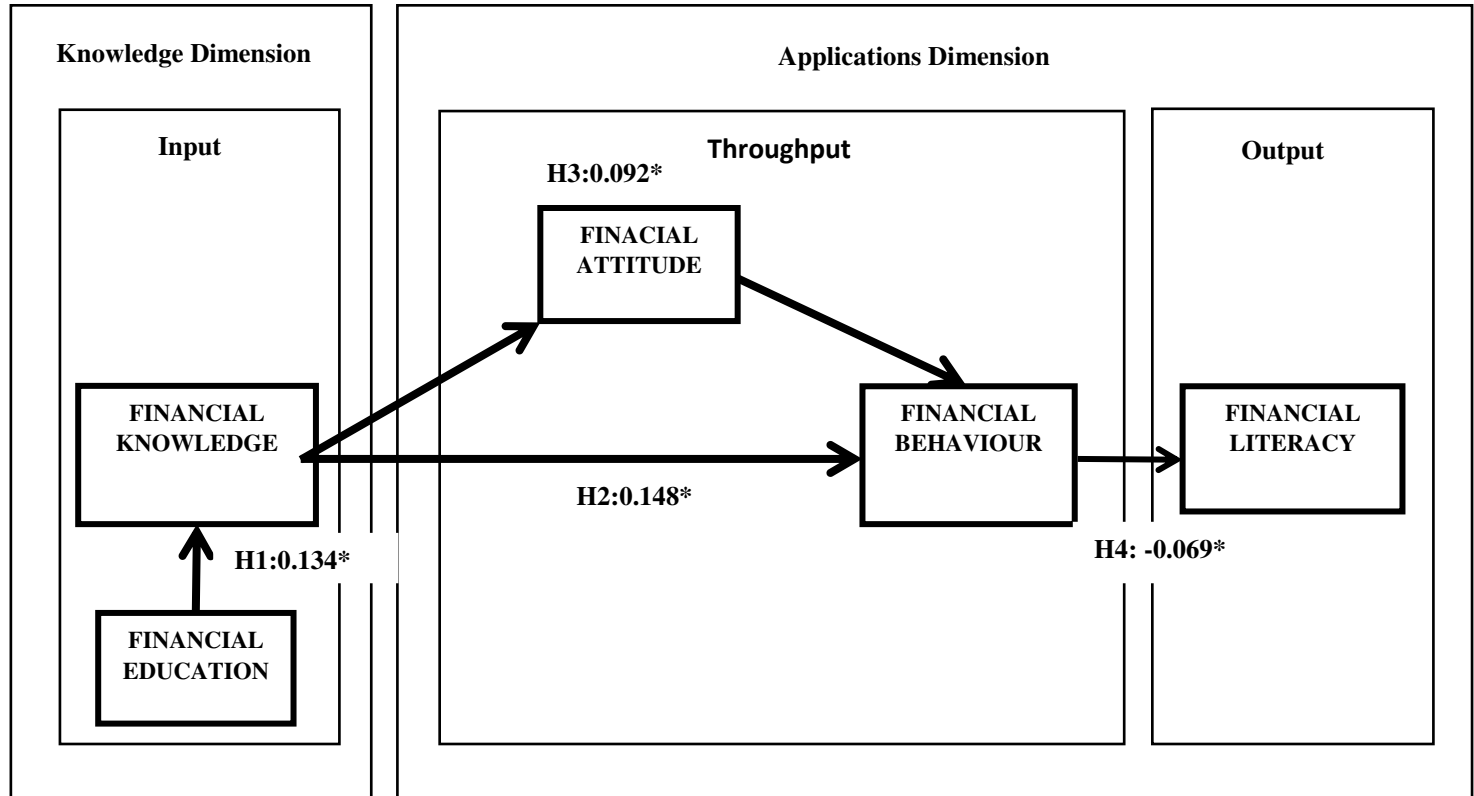 Knowledge Dimension
Applications Dimension
Input
Throughput
Output
H3:0.092*
FINACIAL
ATTITUDE
FINANCIAL
KNOWLEDGE
FINANCIAL
BEHAVIOUR
FINANCIAL
LITERACY
H2:0.148*
H1:0.134*
H4: -0.069*
FINANCIAL
EDUCATION